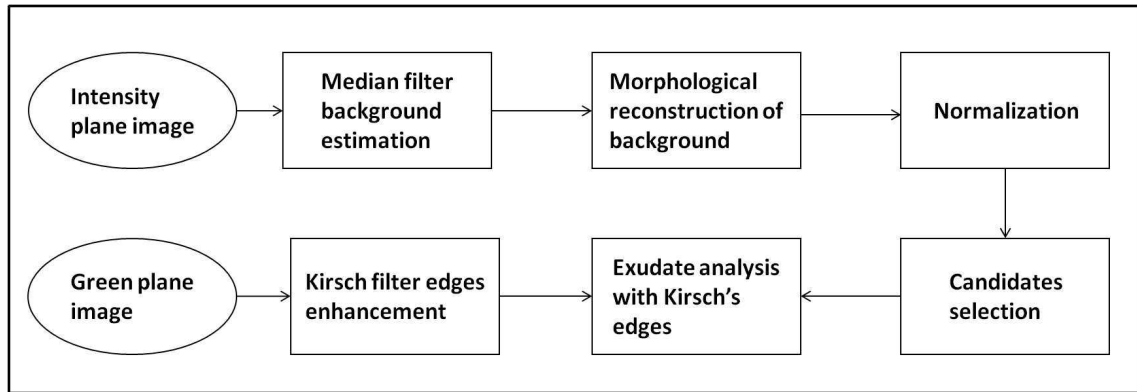 Intensity
plane image
Median filter
background
estimation
Morphological
reconstruction of
background
Normalization
Green plane
image
Kirsch filter edges
enhancement
Exudate analysis
with Kirsch’s
edges
Candidates
selection